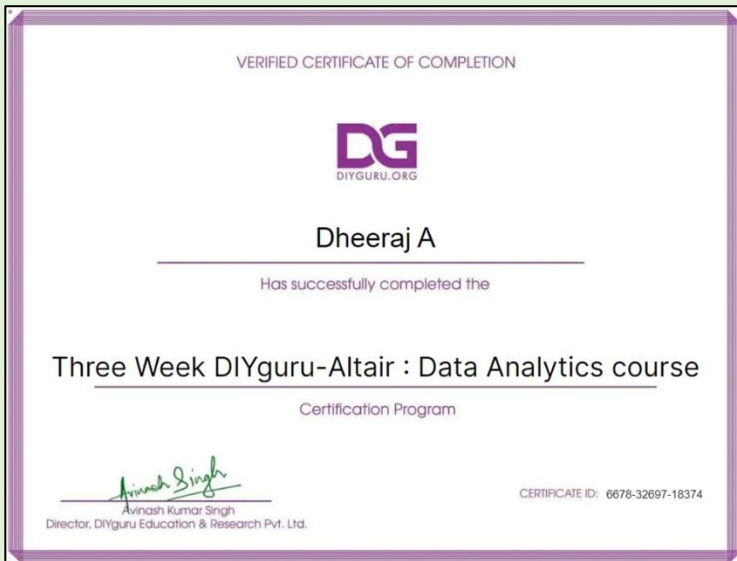 VERIFIED CERTIFICATE OF COMPLETION
DG
DIYGURU.ORG
Dheeraj A
Has successfully completed the
Three Week DIYguru-Altair : Data Analytics course
Certification Program
Avinash Singh
Avinash Kumar Singh
Director, DIYguru Education & Research Pvt. Ltd.
CERTIFICATE ID: 6678-32697-18374